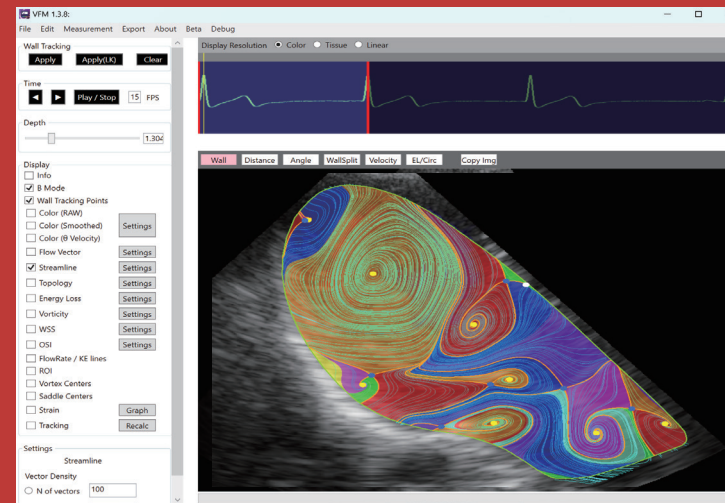 VFM 1.3.8:
File Edit Measurement Export About Beta Debug
Wall Tracking
Apply Apply(LK) Clear
Time
Play / Stop 15 FPS
Depth
1.304
Display
Info
B Mode
Wall Tracking Points
Color (RAW)
Color (Smoothed) Settings
Color (θ Velocity)
Flow Vector Settings
Streamline Settings
Topology Settings
Energy Loss Settings
Vorticity Settings
WSS Settings
OSI Settings
FlowRate / KE lines
ROI
Vortex Centers
Saddle Centers
Strain Graph
Tracking Recalc
Settings
Streamline
Vector Density
N of vectors 100
Display Resolution Color Tissue Linear
Wall Distance Angle WallSplit Velocity EL/Circ Copy Img